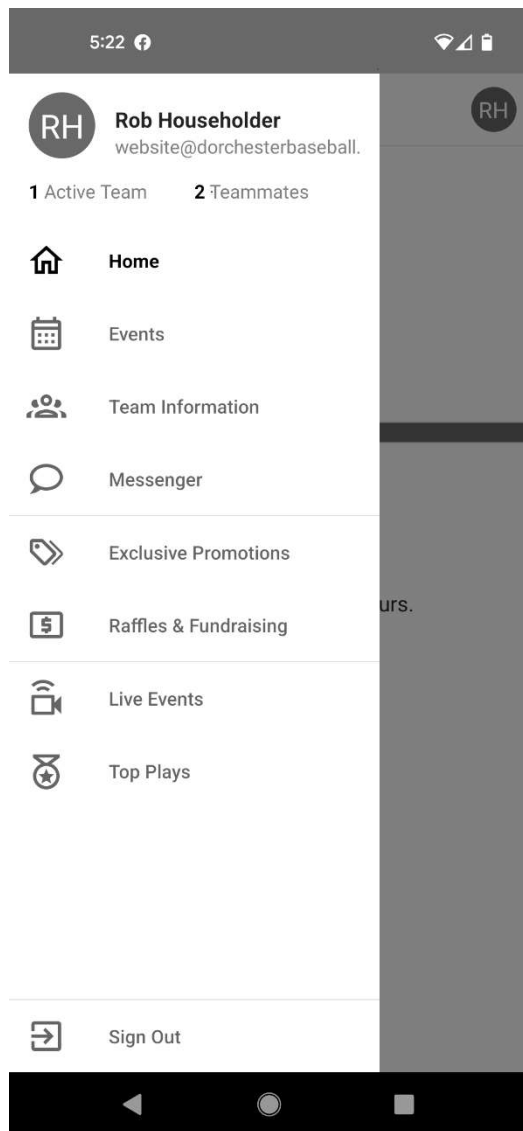 5:22
RH
Rob Householder
website@dorchesterbaseball.
1 Active Team 2 Teammates
RH
Home
Events
Team Information
Messenger
Exclusive Promotions
Raffles & Fundraising
urs.
Live Events
Top Plays
Sign Out